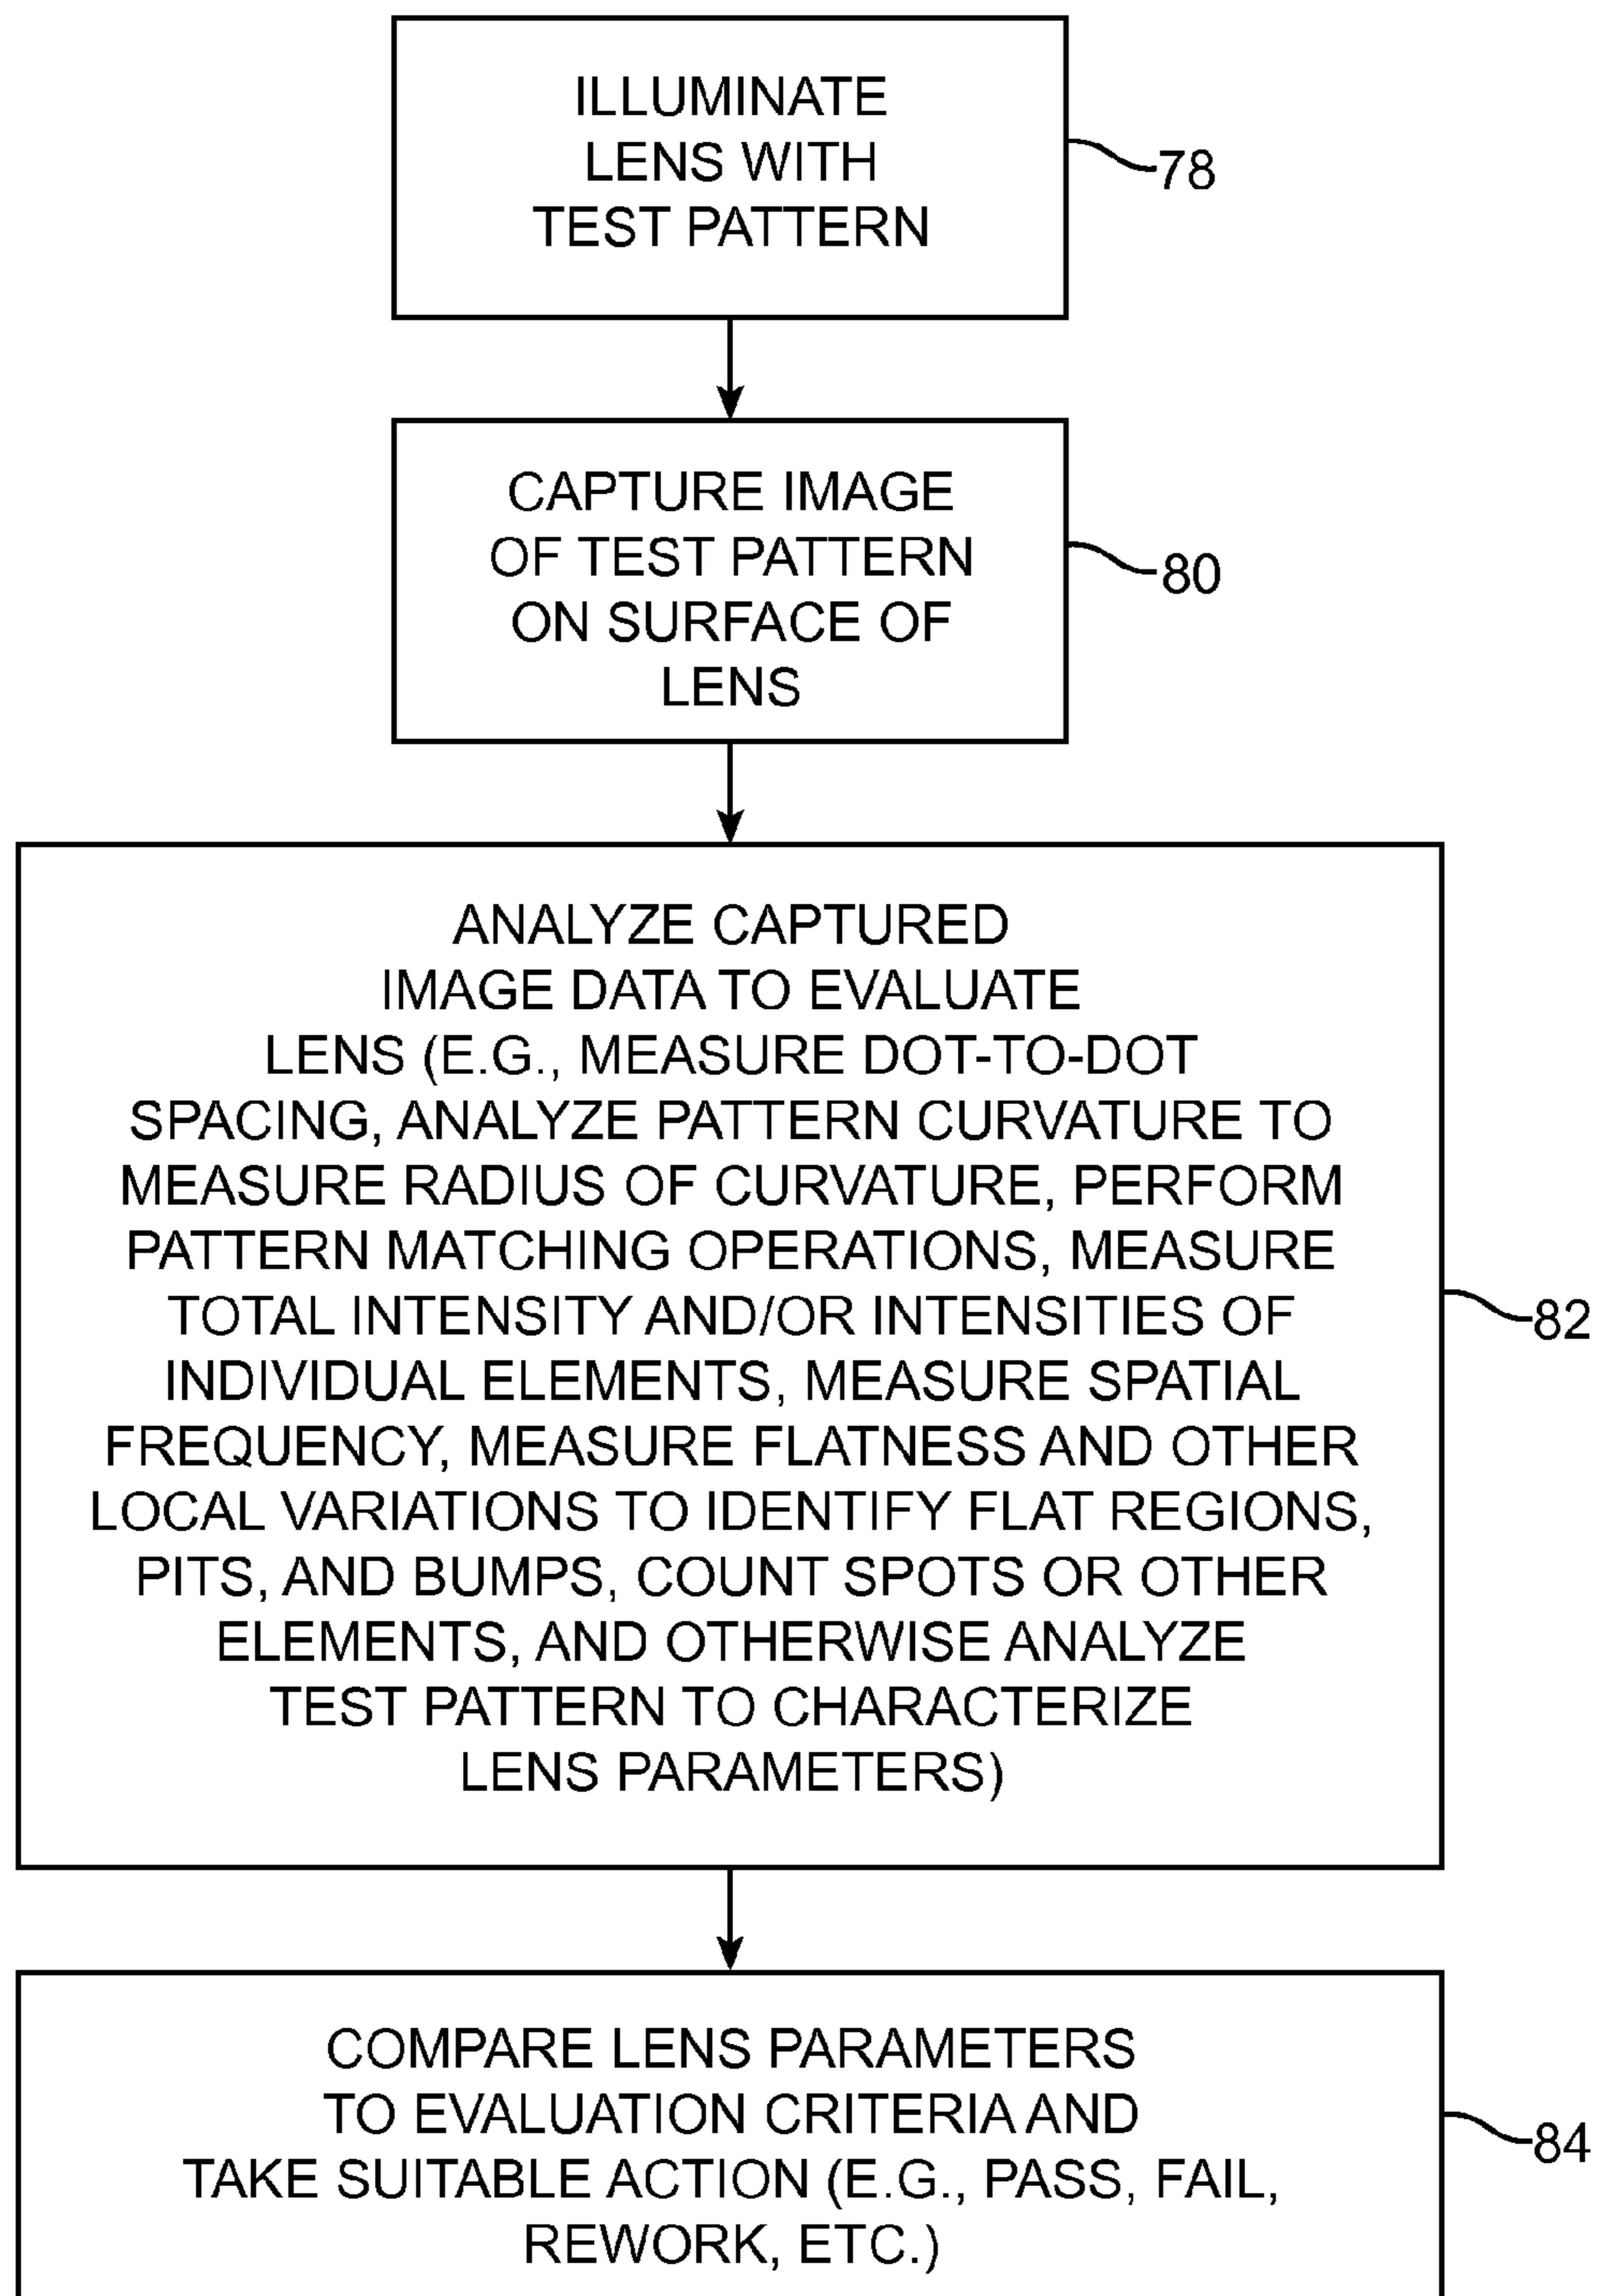 ILLUMINATE
LENS WITH
TEST PATTERN
78
CAPTURE IMAGE
OF TEST PATTERN
ON SURFACE OF
LENS
80
ANALYZE CAPTURED
IMAGE DATA TO EVALUATE
LENS (E.G., MEASURE DOT-TO-DOT
SPACING, ANALYZE PATTERN CURVATURE TO
MEASURE RADIUS OF CURVATURE, PERFORM
PATTERN MATCHING OPERATIONS, MEASURE
TOTAL INTENSITY AND/OR INTENSITIES OF
INDIVIDUAL ELEMENTS, MEASURE SPATIAL
FREQUENCY, MEASURE FLATNESS AND OTHER
LOCAL VARIATIONS TO IDENTIFY FLAT REGIONS,
PITS, AND BUMPS, COUNT SPOTS OR OTHER
ELEMENTS, AND OTHERWISE ANALYZE
TEST PATTERN TO CHARACTERIZE
LENS PARAMETERS)
82
COMPARE LENS PARAMETERS
TO EVALUATION CRITERIA AND
TAKE SUITABLE ACTION (E.G., PASS, FAIL,
REWORK, ETC.)
84